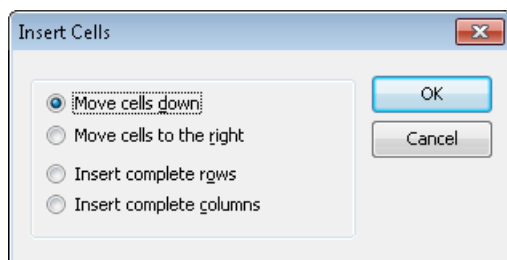 Insert Cells
Move cells down
OK
Move cells to the right
Cancel
Insert complete rows
Insert complete columns